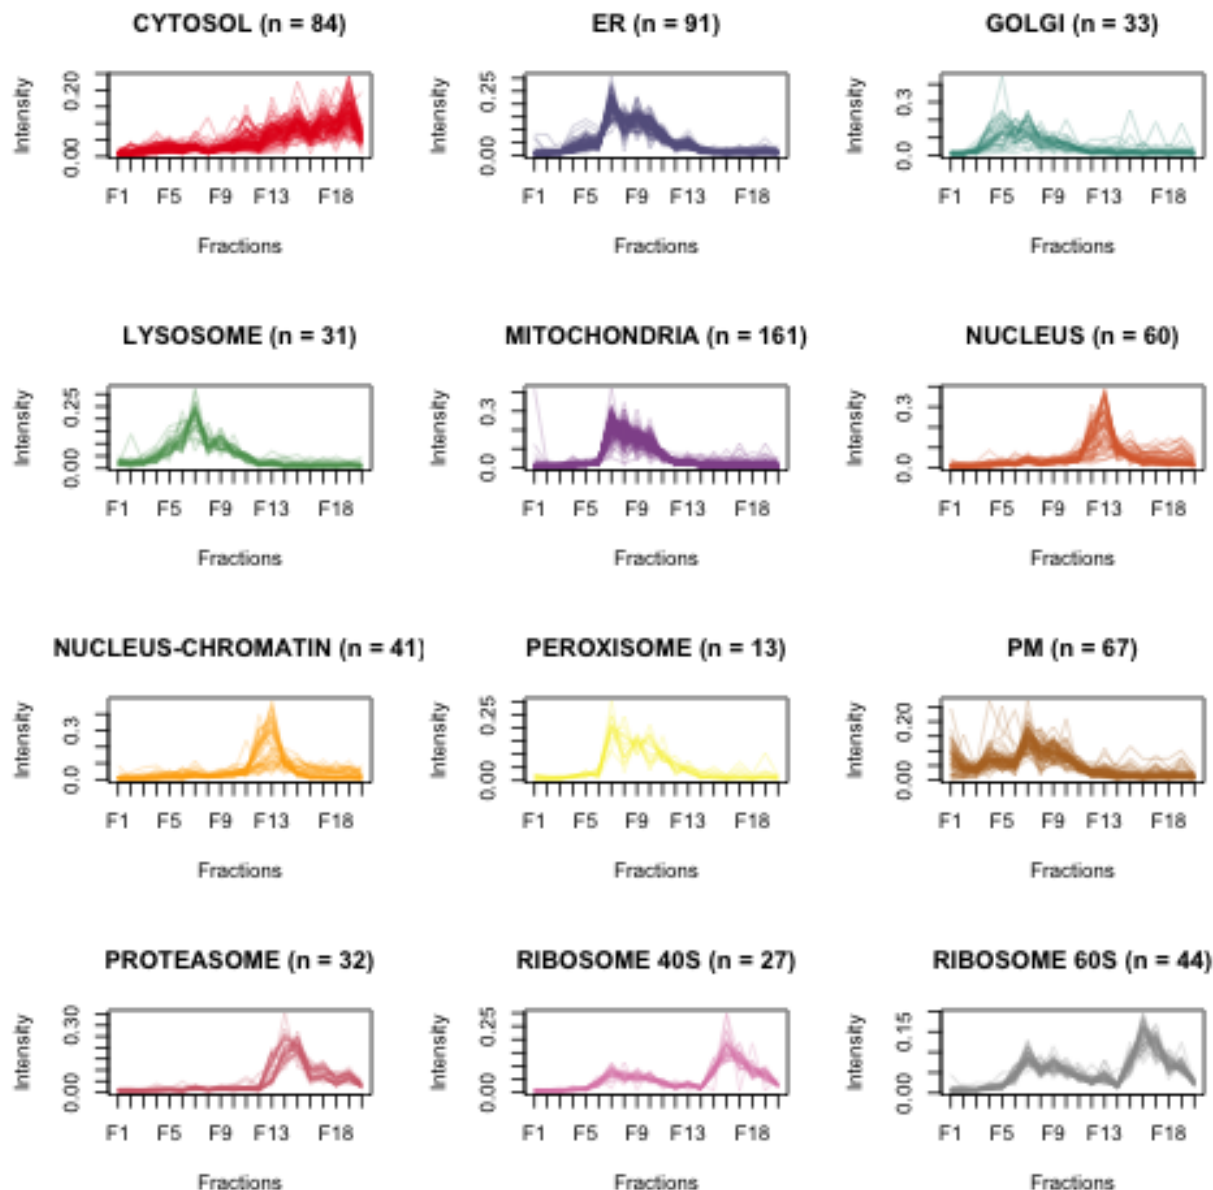 CYTOSOL (n = 84)
Intensity
0.20
0.00
F1 F5 F9 F13 F18
Fractions
ER (n = 91)
Intensity
0.25
0.00
F1 F5 F9 F13 F18
Fractions
GOLGI (n = 33)
Intensity
0.3
0.0
F1 F5 F9 F13 F18
Fractions
LYSOSOME (n = 31)
Intensity
0.25
0.00
F1 F5 F9 F13 F18
Fractions
MITOCHONDRIA (n = 161)
Intensity
0.3
0.0
F1 F5 F9 F13 F18
Fractions
NUCLEUS (n = 60)
Intensity
0.3
0.0
F1 F5 F9 F13 F18
Fractions
NUCLEUS-CHROMATIN (n = 41)
Intensity
0.3
0.0
F1 F5 F9 F13 F18
Fractions
PEROXISOME (n = 13)
Intensity
0.25
0.00
F1 F5 F9 F13 F18
Fractions
PM (n = 67)
Intensity
0.20
0.00
F1 F5 F9 F13 F18
Fractions
PROTEASOME (n = 32)
Intensity
0.30
0.00
F1 F5 F9 F13 F18
Fractions
RIBOSOME 40S (n = 27)
Intensity
0.25
0.00
F1 F5 F9 F13 F18
Fractions
RIBOSOME 60S (n = 44)
Intensity
0.15
0.00
F1 F5 F9 F13 F18
Fractions